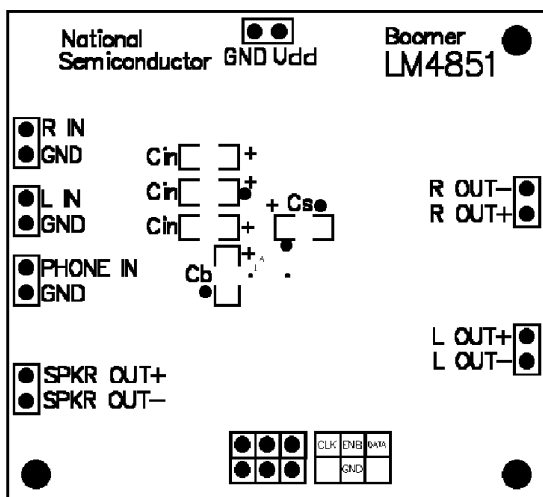 National
Semiconductor
GND Vdd
Boomer
LM4851
R IN
GND
L IN
GND
PHONE IN
GND
SPKR OUT+
SPKR OUT-
Cin +
Cin +
Cin +
+ Cs
Cb +
R OUT-
R OUT+
L OUT+
L OUT-
CLK ENB DATA
GND